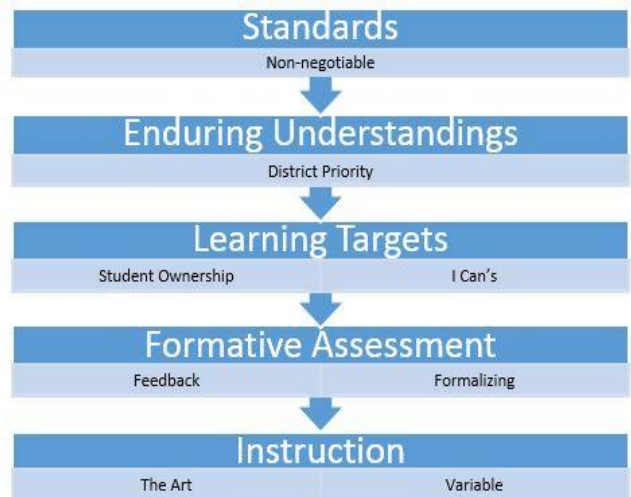 Standards
Non-negotiable
Enduring Understandings
District Priority
Learning Targets
Student Ownership I Can's
Formative Assessment
Feedback Formalizing
Instruction
The Art Variable